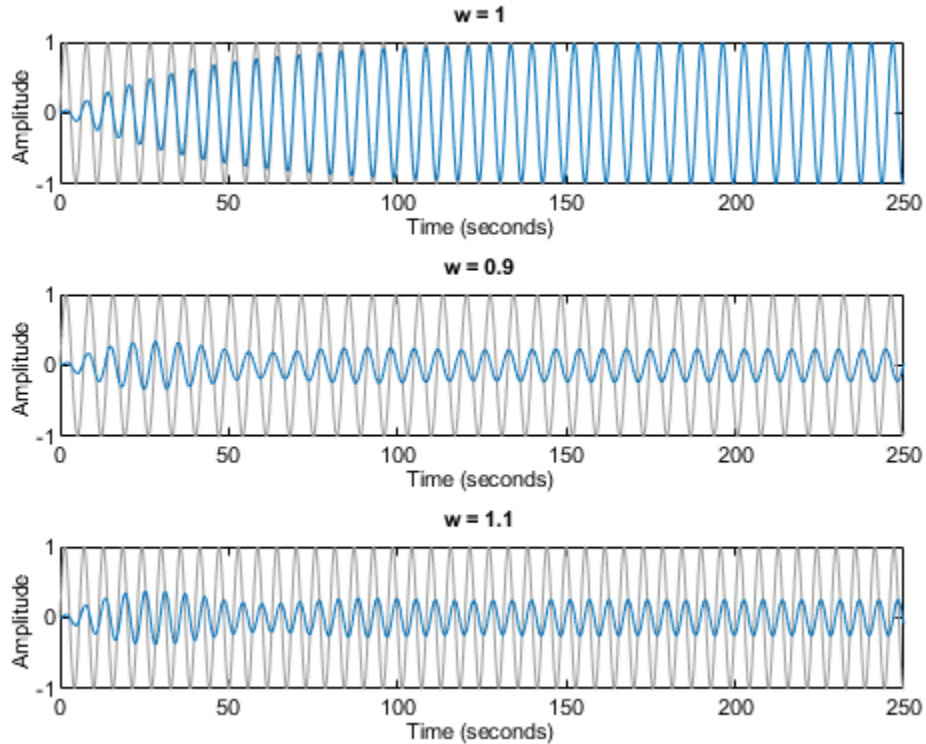 w = 1
Amplitude
1
0
-1
0 50 100 150 200 250
Time (seconds)
w = 0.9
Amplitude
1
0
-1
0 50 100 150 200 250
Time (seconds)
w = 1.1
Amplitude
1
0
-1
0 50 100 150 200 250
Time (seconds)